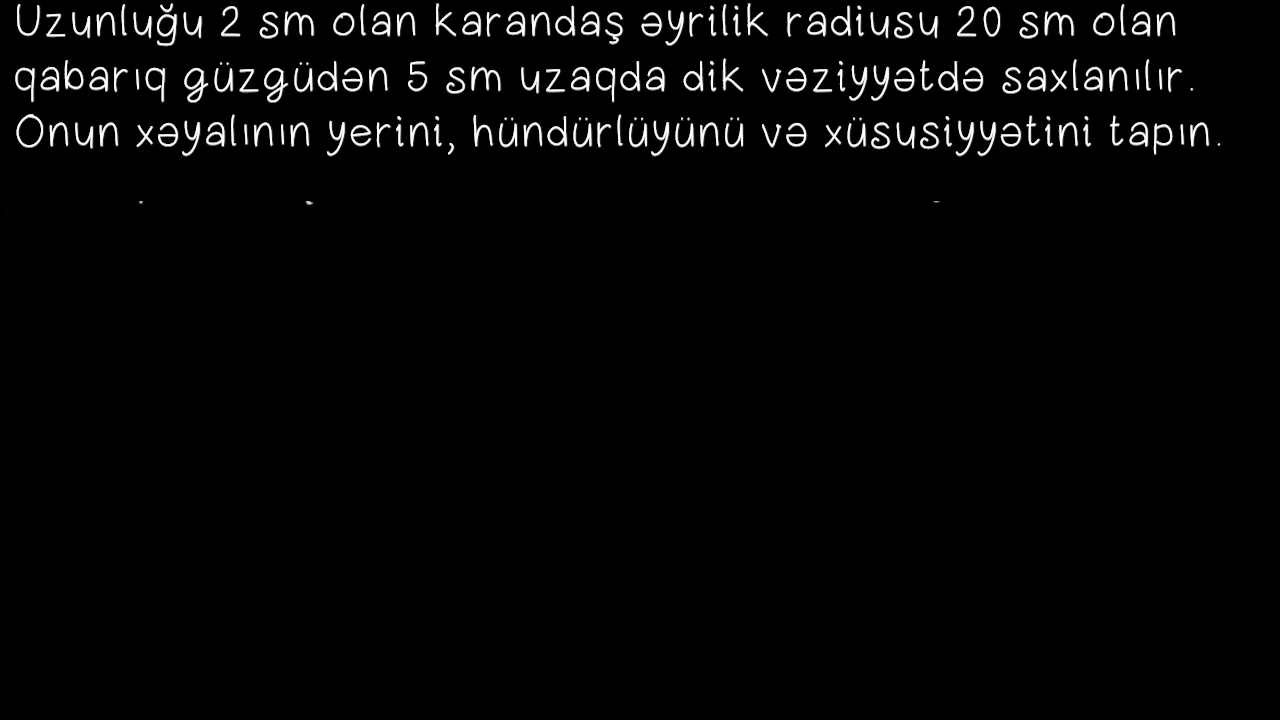 Uzunluğu 2 sm olan karandaş əyrilik radiusu 20 sm olan
qabarıq güzgüdən 5 sm uzaqda dik vəziyyətdə saxlanılır.
Onun xəyalının yerini, hündürlüyünü və xüsusiyyətini tapın.